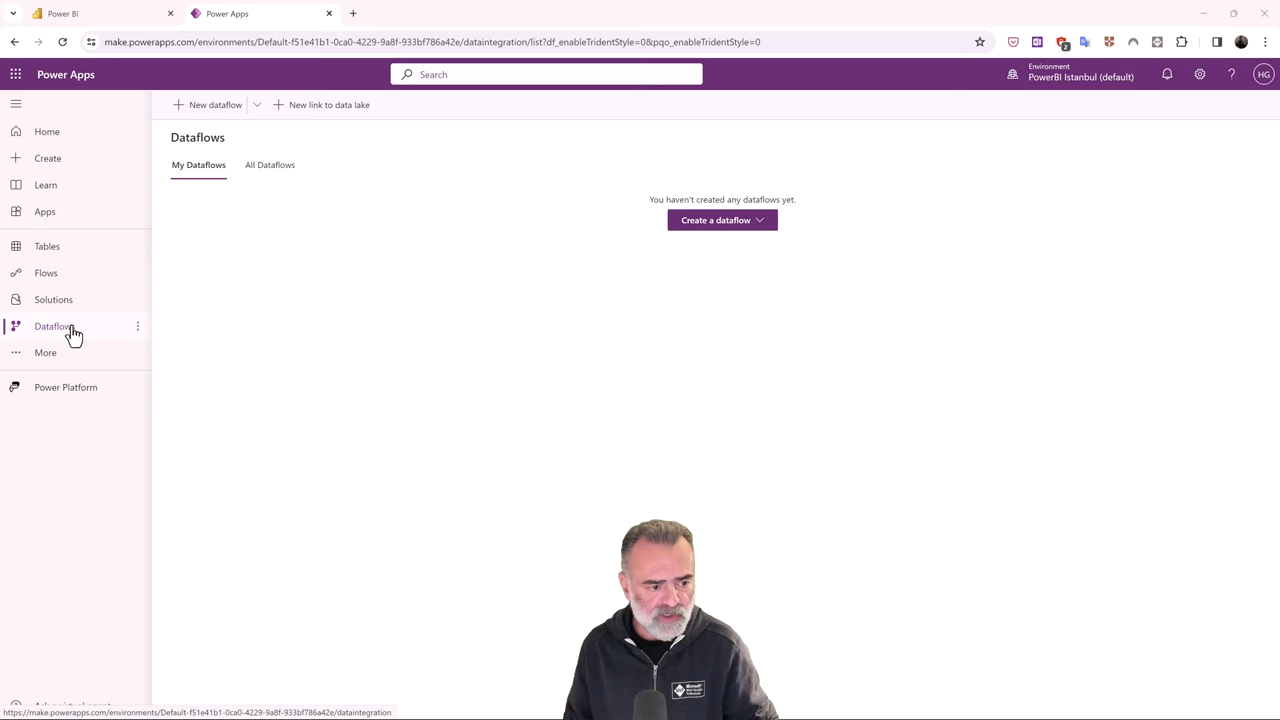 Power BI
Power Apps
make.powerapps.com/environments/Default-f51e41b1-0ca0-4229-9a8f-933bf786a42e/dataintegration/list?df_enableTridentStyle=0&pqo_enableTridentStyle=0
2
Power Apps
Search
Environment
PowerBI Istanbul (default)
HG
New dataflow
New link to data lake
Home
Create
Learn
Apps
Tables
Flows
Solutions
Dataflow
More
Power Platform
Dataflows
My Dataflows
All Dataflows
You haven't created any dataflows yet.
Create a dataflow
Microsoft
https://make.powerapps.com/environments/Default-f51e41b1-0ca0-4229-9a8f-933bf786a42e/dataintegration